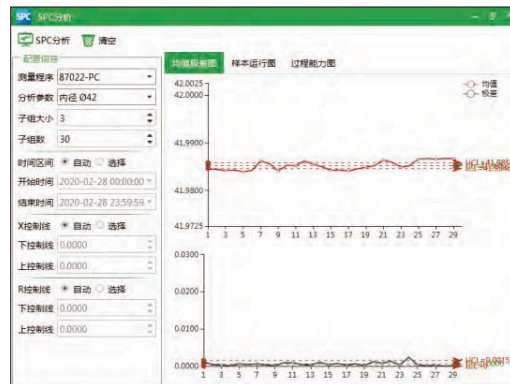 SPC SPC分析
SPC分析 清空
配置信息
测量程序 87022-PC
分析参数 内径 Ø42
子组大小 3
子组数 30
时间区间 自动 选择
开始时间 2020-02-28 00:00:00
结束时间 2020-02-28 23:59:59
X控制线 自动 选择
下控制线 0.0000
上控制线 0.0000
R控制线 自动 选择
下控制线 0.0000
上控制线 0.0000
均值极差图 样本运行图 过程能力图
均值
极差
42.0025
42.0000
41.9900
41.9800
41.9725
1 3 5 7 9 11 13 15 17 19 21 23 25 27 29
0.0300
0.0200
0.0100
0.0000
1 3 5 7 9 11 13 15 17 19 21 23 25 27 29